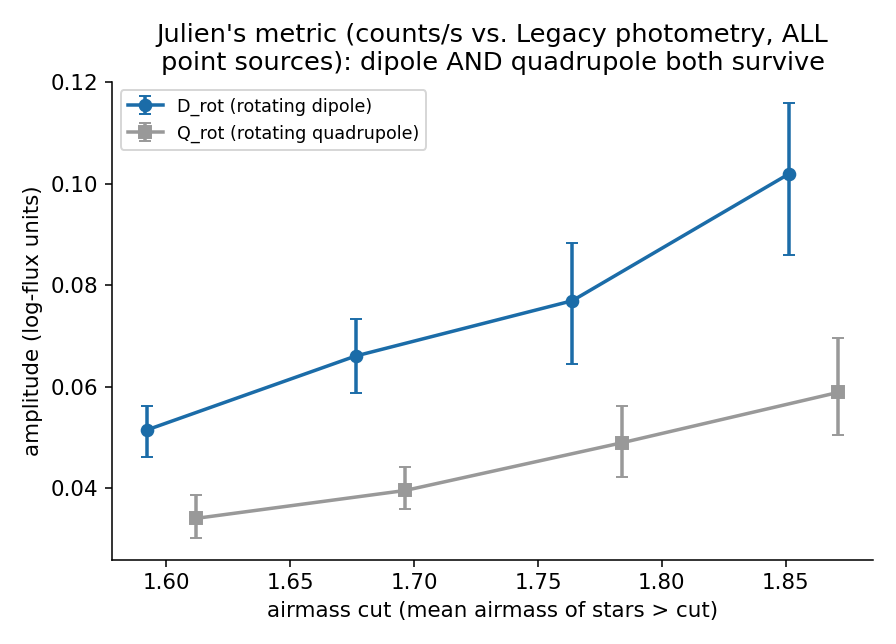 Julien's metric (counts/s vs. Legacy photometry, ALL
point sources): dipole AND quadrupole both survive
D_rot (rotating dipole)
Q_rot (rotating quadrupole)
amplitude (log-flux units)
0.12
0.10
0.08
0.06
0.04
1.60 1.65 1.70 1.75 1.80 1.85
airmass cut (mean airmass of stars > cut)